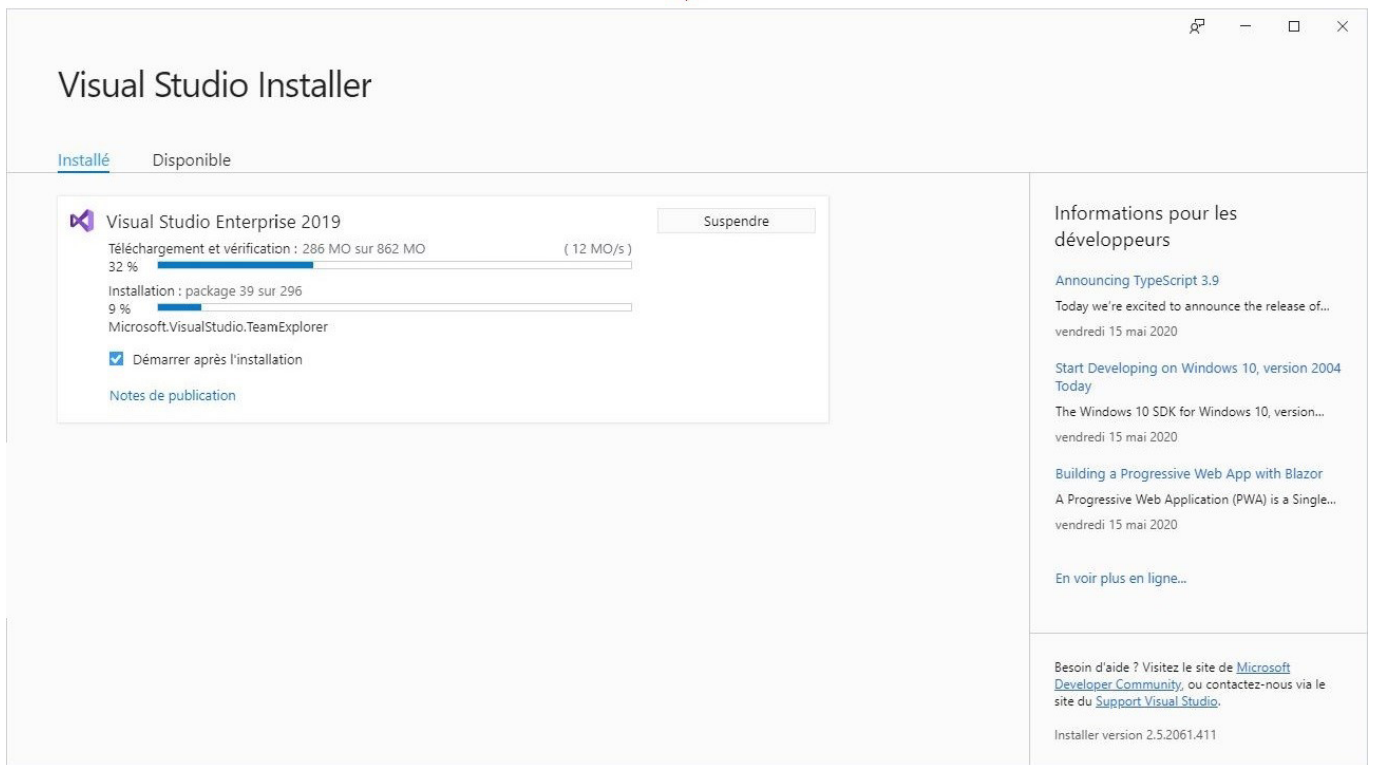 Visual Studio Installer
Installé
Disponible
Visual Studio Enterprise 2019
Suspendre
Téléchargement et vérification : 286 MO sur 862 MO
( 12 MO/s )
32 %
Installation : package 39 sur 296
9 %
Microsoft.VisualStudio.TeamExplorer
Démarrer après l'installation
Notes de publication
Informations pour les
développeurs
Announcing TypeScript 3.9
Today we're excited to announce the release of...
vendredi 15 mai 2020
Start Developing on Windows 10, version 2004
Today
The Windows 10 SDK for Windows 10, version...
vendredi 15 mai 2020
Building a Progressive Web App with Blazor
A Progressive Web Application (PWA) is a Single...
vendredi 15 mai 2020
En voir plus en ligne...
Besoin d'aide ? Visitez le site de Microsoft
Developer Community, ou contactez-nous via le
site du Support Visual Studio.
Installer version 2.5.2061.411